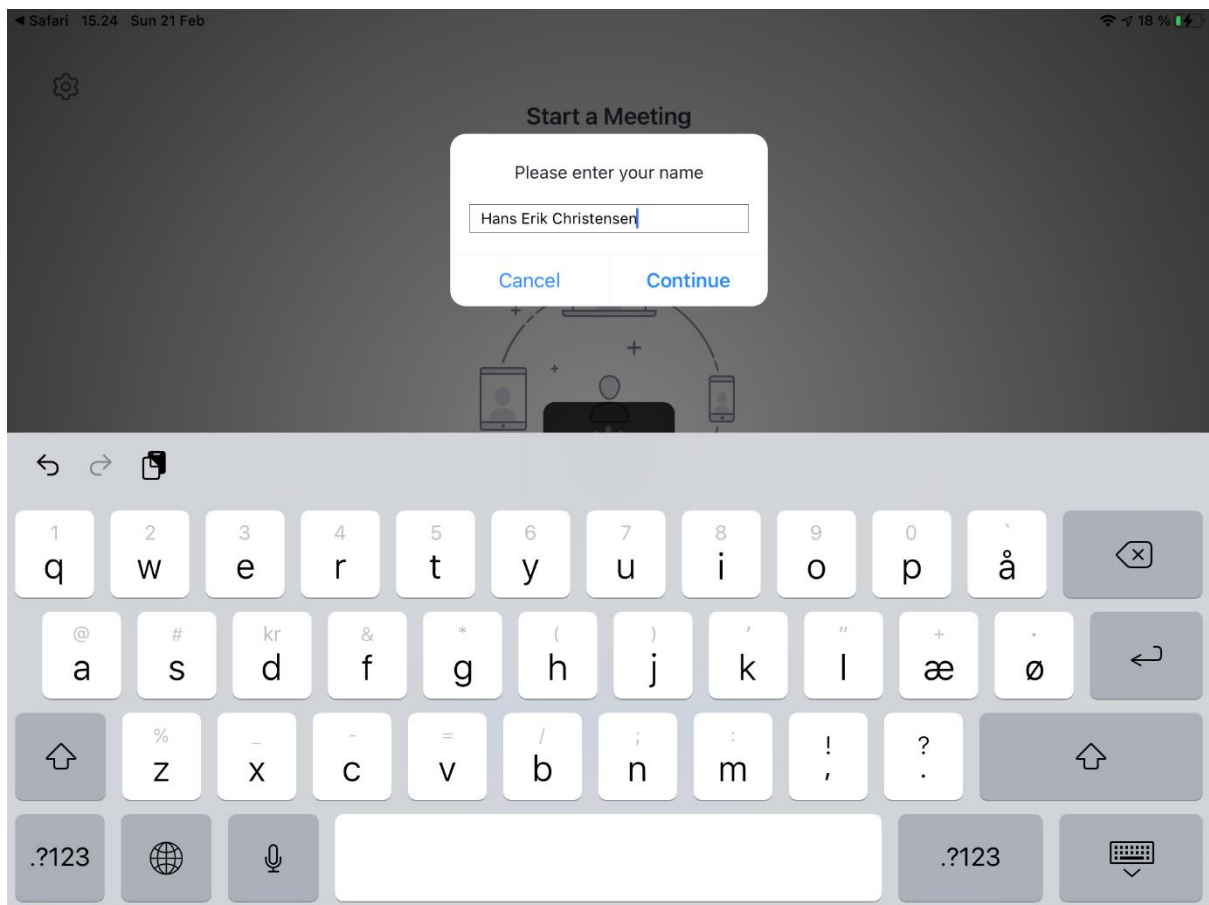 Safari 15.24 Sun 21 Feb 18 %
Start a Meeting
Please enter your name
Hans Erik Christensen
Cancel Continue
1 2 3 4 5 6 7 8 9 0 `
q w e r t y u i o p å
@ # kr & * ( ) ' " +
a s d f g h j k l æ ø
% _ - = / ; : ! ?
z x c v b n m , .
.?123 .?123